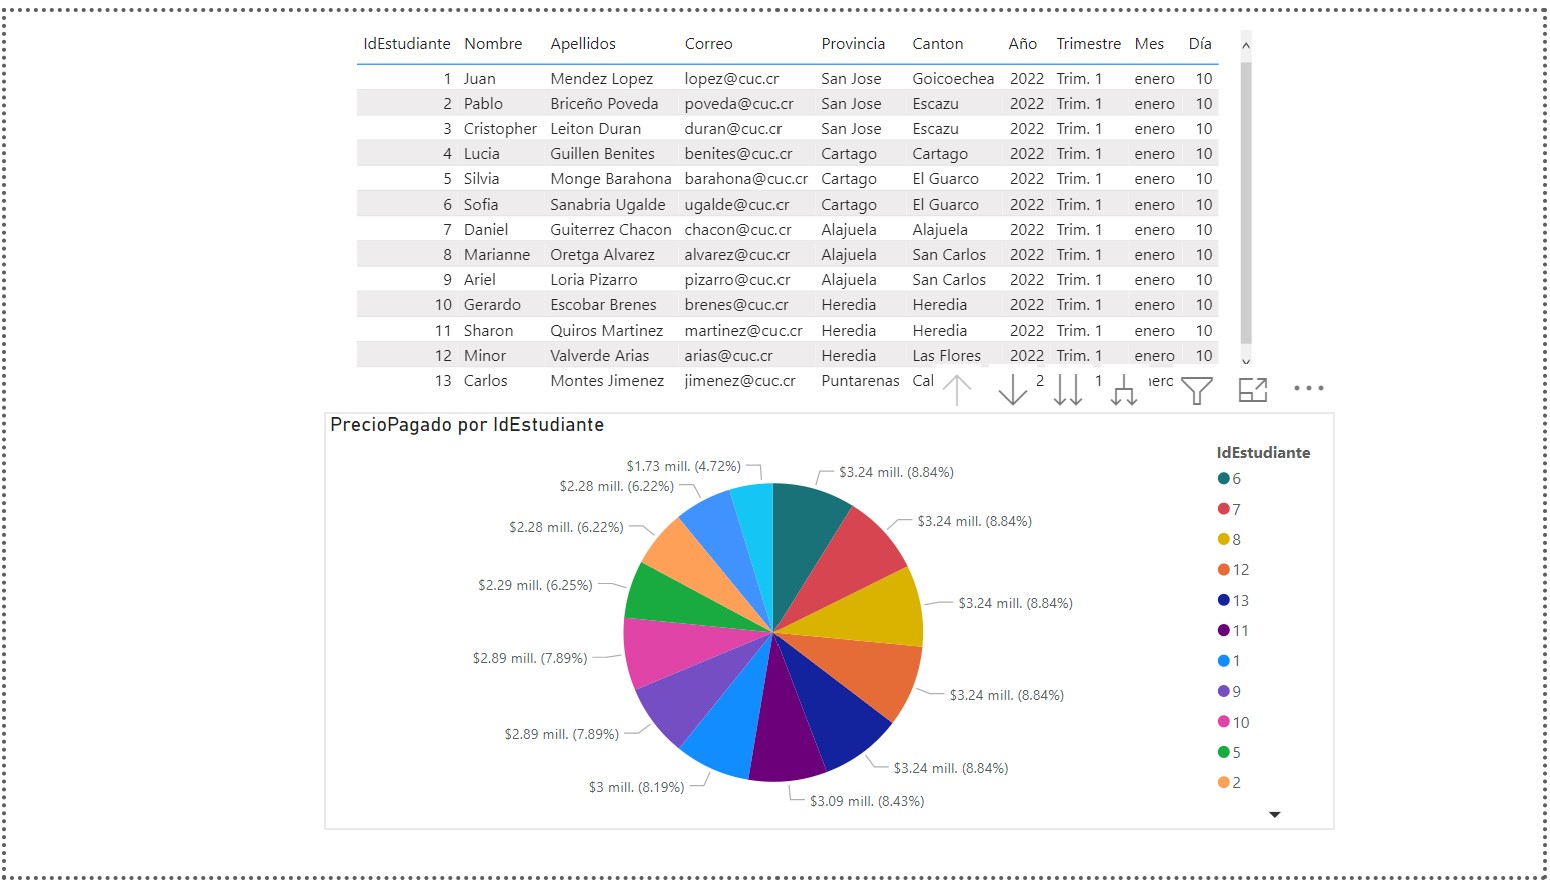 IdEstudiante Nombre Apellidos Correo Provincia Canton Año Trimestre Mes Día
1 Juan Mendez Lopez lopez@cuc.cr San Jose Goicoechea 2022 Trim. 1 enero 10
2 Pablo Briceño Poveda poveda@cuc.cr San Jose Escazu 2022 Trim. 1 enero 10
3 Cristopher Leiton Duran duran@cuc.cr San Jose Escazu 2022 Trim. 1 enero 10
4 Lucia Guillen Benites benites@cuc.cr Cartago Cartago 2022 Trim. 1 enero 10
5 Silvia Monge Barahona barahona@cuc.cr Cartago El Guarco 2022 Trim. 1 enero 10
6 Sofia Sanabria Ugalde ugalde@cuc.cr Cartago El Guarco 2022 Trim. 1 enero 10
7 Daniel Guiterrez Chacon chacon@cuc.cr Alajuela Alajuela 2022 Trim. 1 enero 10
8 Marianne Oretga Alvarez alvarez@cuc.cr Alajuela San Carlos 2022 Trim. 1 enero 10
9 Ariel Loria Pizarro pizarro@cuc.cr Alajuela San Carlos 2022 Trim. 1 enero 10
10 Gerardo Escobar Brenes brenes@cuc.cr Heredia Heredia 2022 Trim. 1 enero 10
11 Sharon Quiros Martinez martinez@cuc.cr Heredia Heredia 2022 Trim. 1 enero 10
12 Minor Valverde Arias arias@cuc.cr Heredia Las Flores 2022 Trim. 1 enero 10
13 Carlos Montes Jimenez jimenez@cuc.cr Puntarenas
PrecioPagado por IdEstudiante
$1.73 mill. (4.72%)
$2.28 mill. (6.22%)
$2.28 mill. (6.22%)
$2.29 mill. (6.25%)
$2.89 mill. (7.89%)
$2.89 mill. (7.89%)
$3 mill. (8.19%)
$3.24 mill. (8.84%)
$3.24 mill. (8.84%)
$3.24 mill. (8.84%)
$3.24 mill. (8.84%)
$3.24 mill. (8.84%)
$3.09 mill. (8.43%)
IdEstudiante
6
7
8
12
13
11
1
9
10
5
2